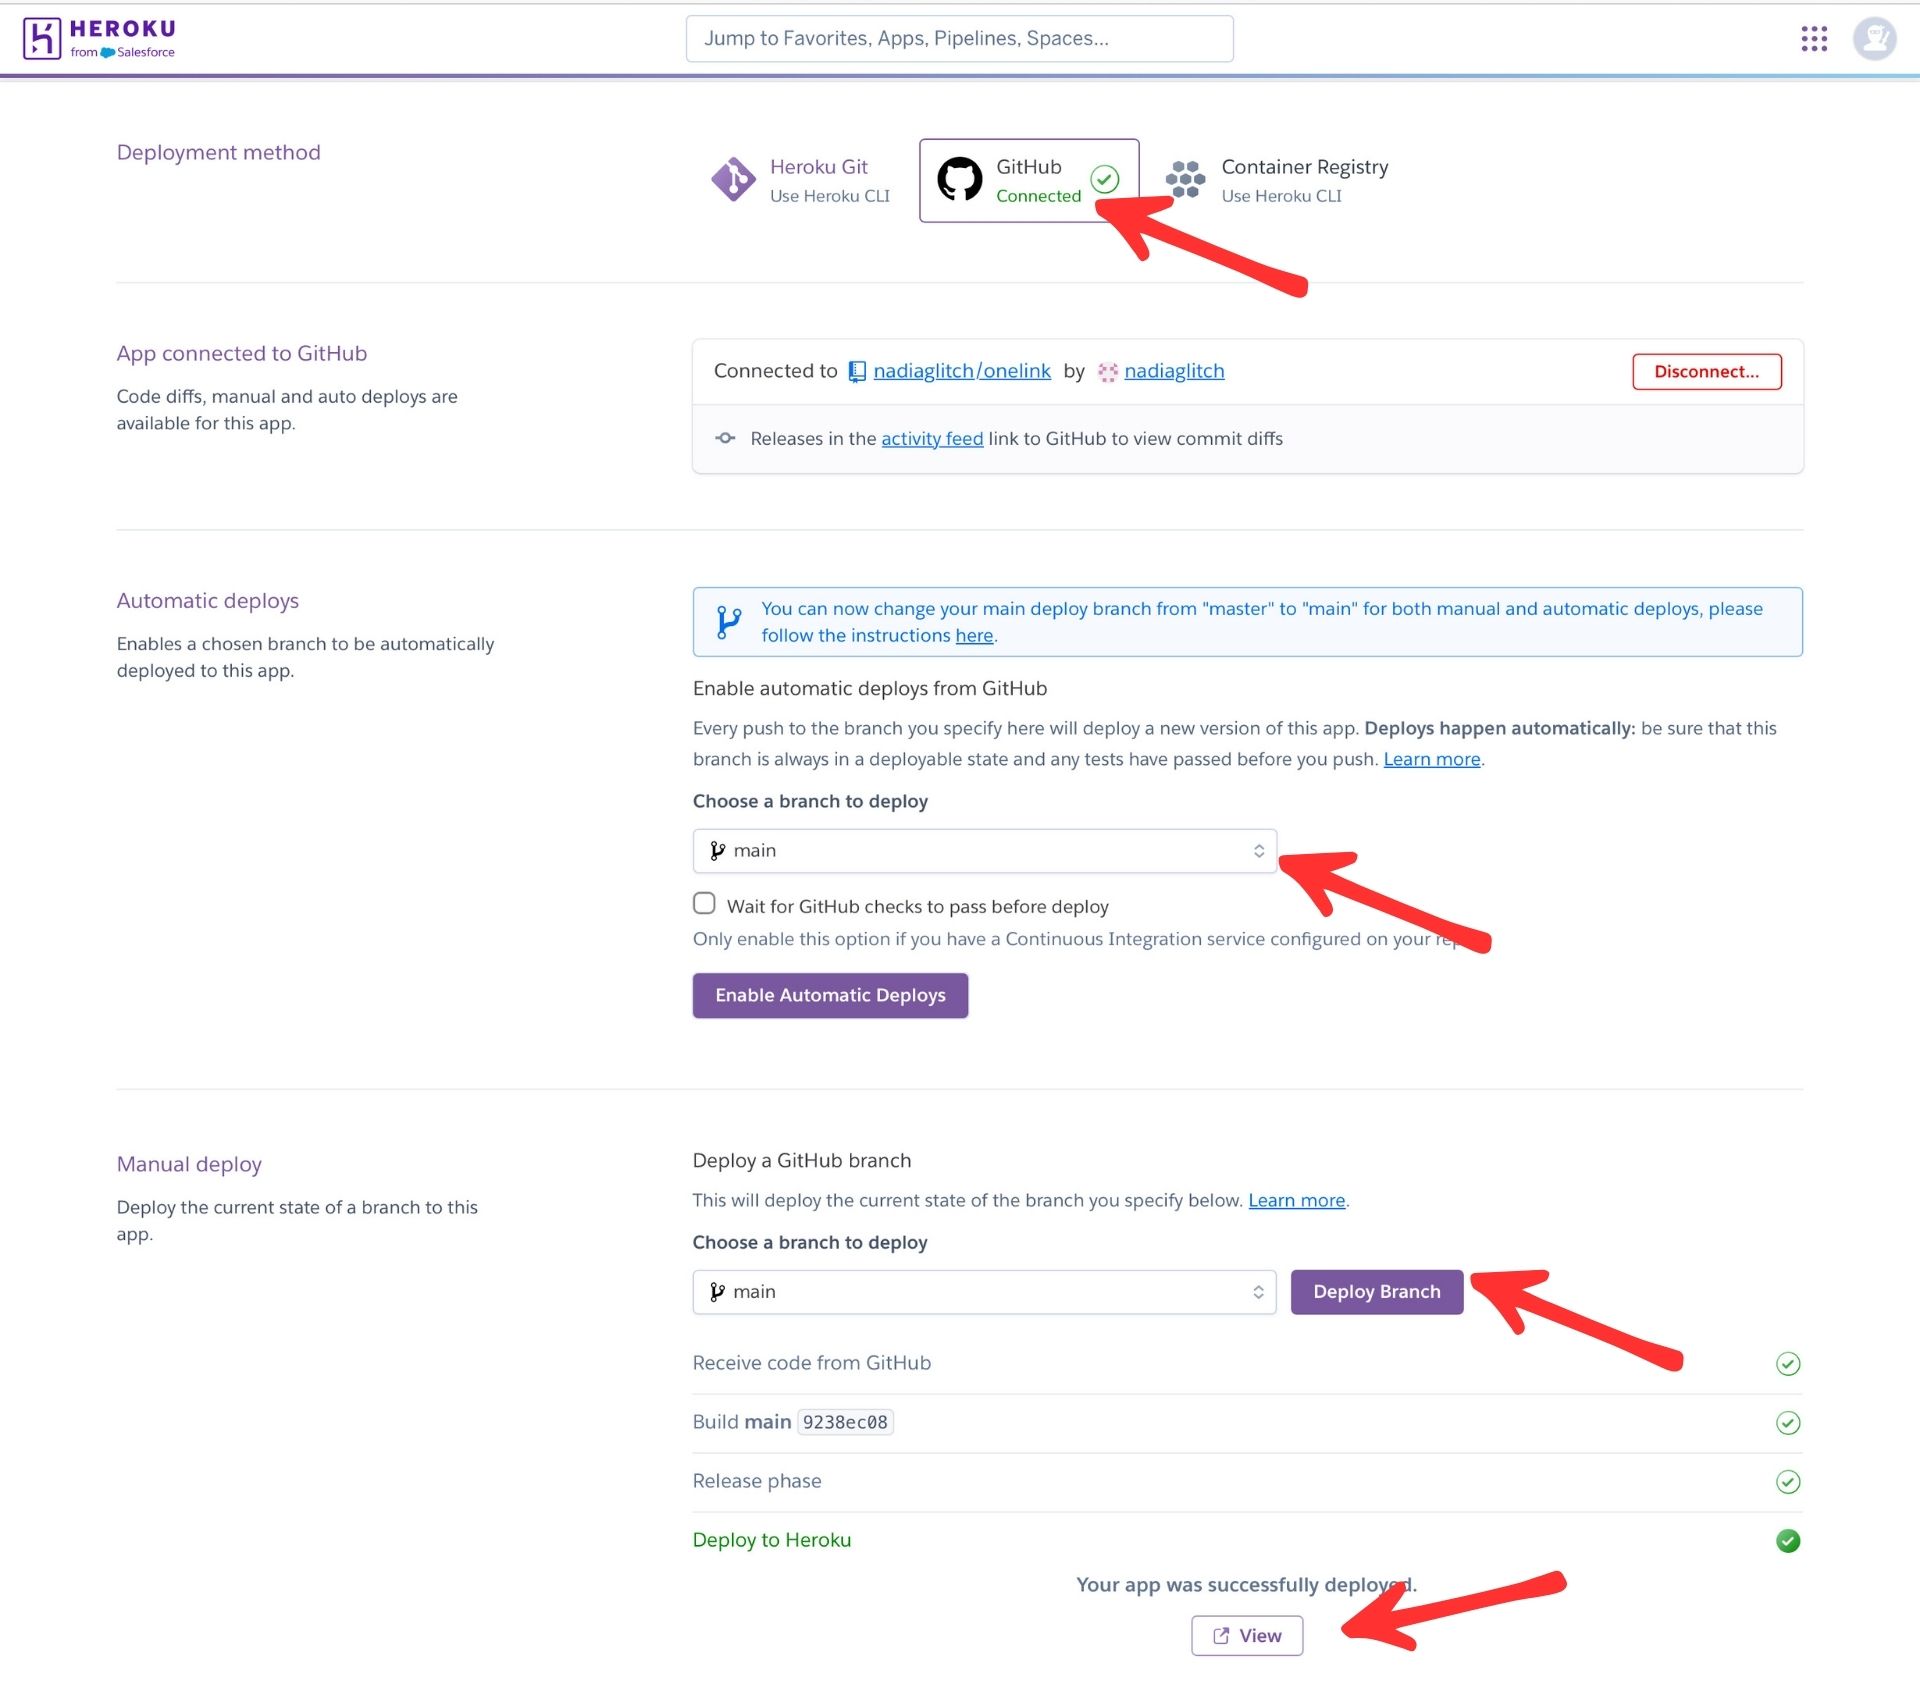 HEROKU
from Salesforce
Jump to Favorites, Apps, Pipelines, Spaces...
Deployment method
Heroku Git
Use Heroku CLI
GitHub
Connected
Container Registry
Use Heroku CLI
App connected to GitHub
Code diffs, manual and auto deploys are
available for this app.
Connected to nadiaglitch/onelink by nadiaglitch
Disconnect...
Releases in the activity feed link to GitHub to view commit diffs
Automatic deploys
Enables a chosen branch to be automatically
deployed to this app.
You can now change your main deploy branch from "master" to "main" for both manual and automatic deploys, please
follow the instructions here.
Enable automatic deploys from GitHub
Every push to the branch you specify here will deploy a new version of this app. Deploys happen automatically: be sure that this
branch is always in a deployable state and any tests have passed before you push. Learn more.
Choose a branch to deploy
main
Wait for GitHub checks to pass before deploy
Only enable this option if you have a Continuous Integration service configured on your
Enable Automatic Deploys
Manual deploy
Deploy the current state of a branch to this
app.
Deploy a GitHub branch
This will deploy the current state of the branch you specify below. Learn more.
Choose a branch to deploy
main
Deploy Branch
Receive code from GitHub
Build main 9238ec08
Release phase
Deploy to Heroku
Your app was successfully deployed.
View